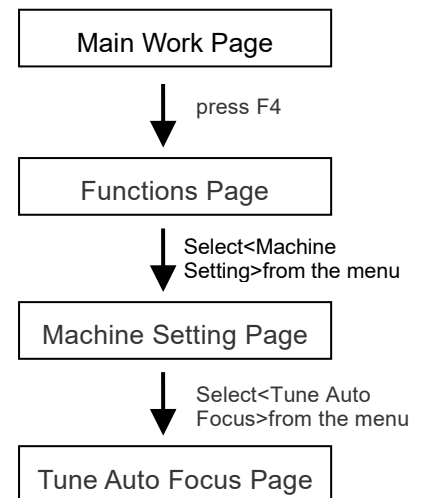 Main Work Page
press F4
Functions Page
Select<Machine
Setting>from the menu
Machine Setting Page
Select<Tune Auto
Focus>from the menu
Tune Auto Focus Page